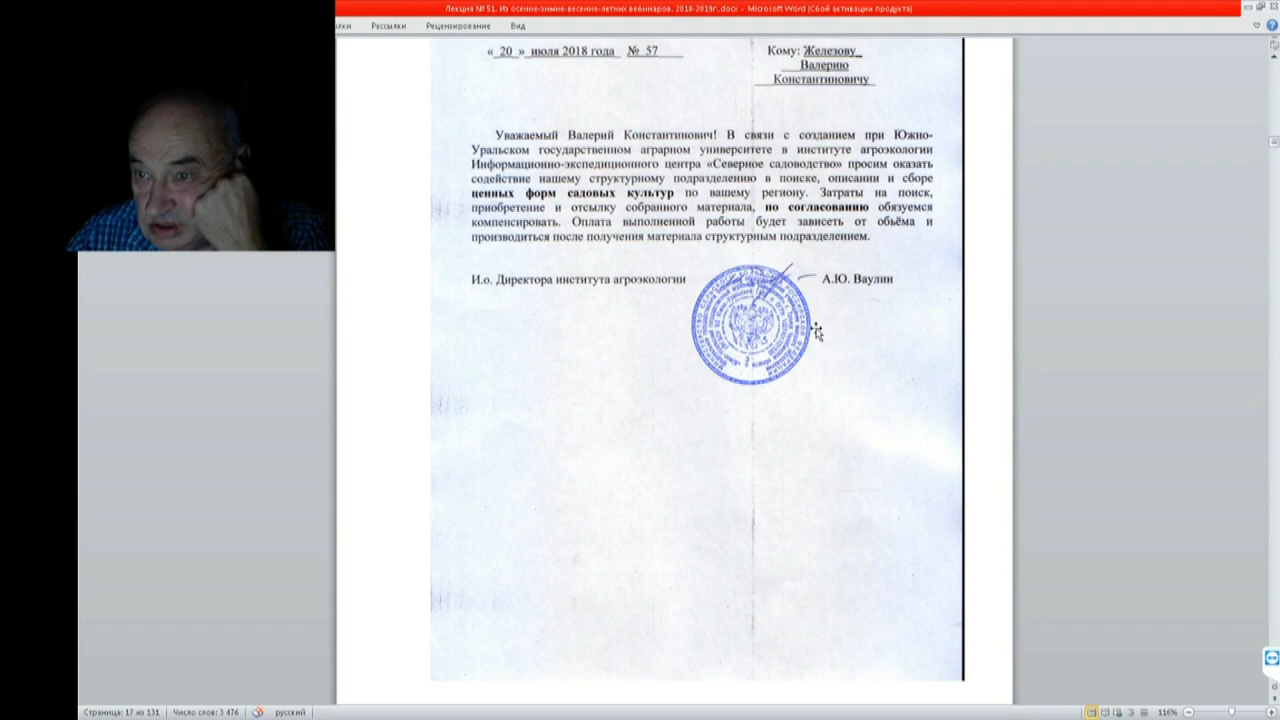 Лекция №51. Из осенне-зимне-весенне-летних вебинаров. 2018-2019г..docx - Microsoft Word (Сбой активации продукта)
лки Рассылки Рецензирование Вид
« 20 » июля 2018 года № 57 Кому: Железову
Валерию
Константиновичу
Уважаемый Валерий Константинович! В связи с созданием при Южно-
Уральском государственном аграрном университете в институте агроэкологии
Информационно-экспедиционного центра «Северное садоводство» просим оказать
содействие нашему структурному подразделению в поиске, описании и сборе
ценных форм садовых культур по вашему региону. Затраты на поиск,
приобретение и отсылку собранного материала, по согласованию обязуемся
компенсировать. Оплата выполненной работы будет зависеть от объёма и
производиться после получения материала структурным подразделением.
И.о. Директора института агроэкологии А.Ю. Ваулин
Страница: 17 из 131 Число слов: 3 476 русский 116%